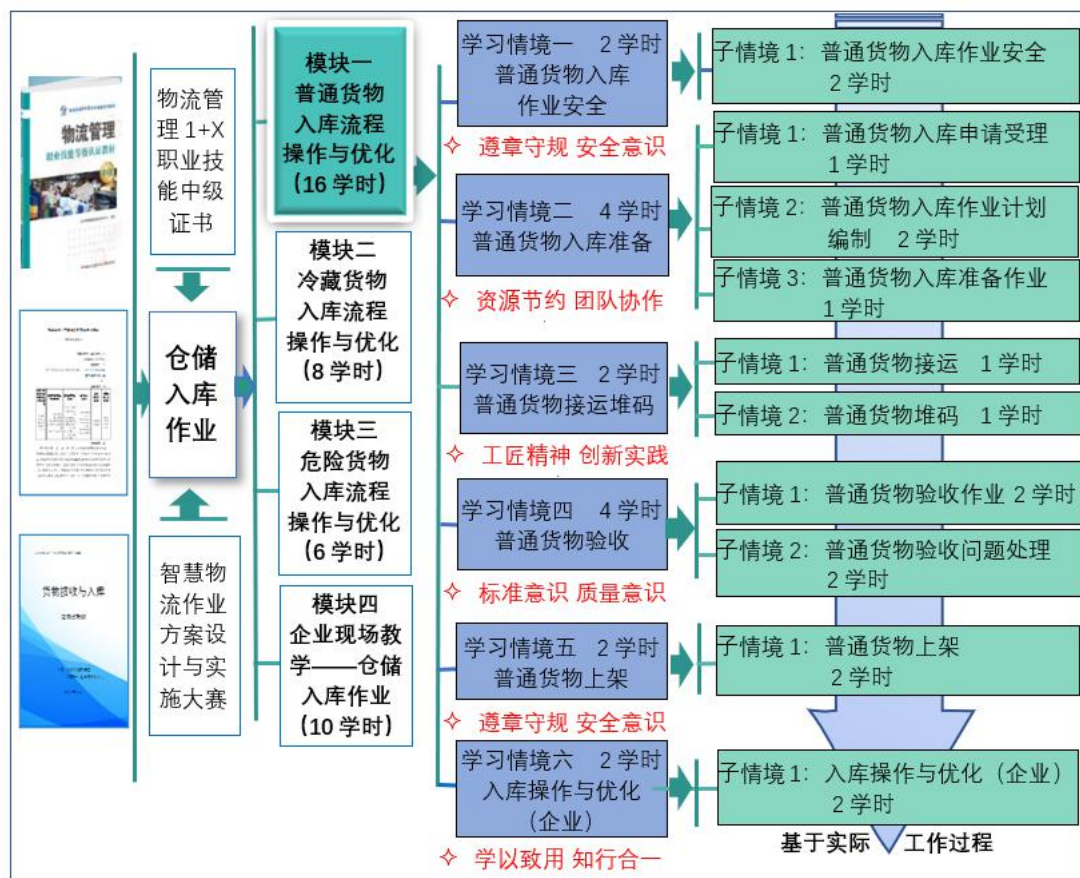 物流管理
职业技能等级认证教材
货物接收与入库
物流管
理 1+X
职业技
能中级
证书
仓储
入库
作业
智慧物
流作业
方案设
计与实
施大赛
模块一
普通货物
入库流程
操作与优化
(16 学时)
模块二
冷藏货物
入库流程
操作与优化
(8 学时)
模块三
危险货物
入库流程
操作与优化
(6 学时)
模块四
企业现场教
学——仓储
入库作业
(10 学时)
学习情境一 2 学时
普通货物入库
作业安全
✧ 遵章守规 安全意识
学习情境二 4 学时
普通货物入库准备
✧ 资源节约 团队协作
学习情境三 2 学时
普通货物接运堆码
✧ 工匠精神 创新实践
学习情境四 4 学时
普通货物验收
✧ 标准意识 质量意识
学习情境五 2 学时
普通货物上架
✧ 遵章守规 安全意识
学习情境六 2 学时
入库操作与优化
（企业）
✧ 学以致用 知行合一
子情境 1：普通货物入库作业安全
2 学时
子情境 1：普通货物入库申请受理
1 学时
子情境 2：普通货物入库作业计划
编制 2 学时
子情境 3：普通货物入库准备作业
1 学时
子情境 1：普通货物接运 1 学时
子情境 2：普通货物堆码 1 学时
子情境 1：普通货物验收作业 2 学时
子情境 2：普通货物验收问题处理
2 学时
子情境 1：普通货物上架
2 学时
子情境 1：入库操作与优化（企业）
2 学时
基于实际 工作过程